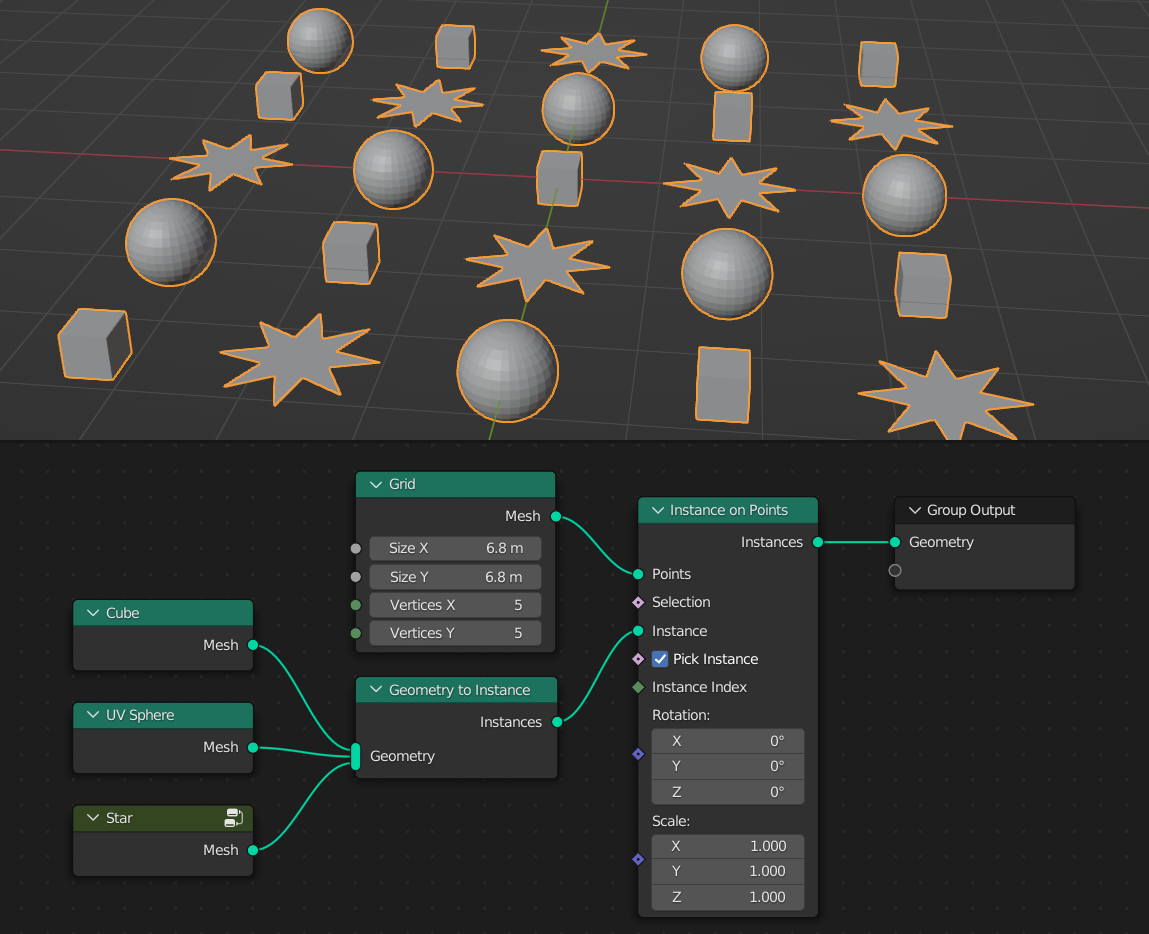 Grid
Mesh
Size X 6.8 m
Size Y 6.8 m
Vertices X 5
Vertices Y 5
Cube
Mesh
UV Sphere
Mesh
Star
Mesh
Geometry to Instance
Instances
Geometry
Instance on Points
Instances
Points
Selection
Instance
Pick Instance
Instance Index
Rotation:
X 0°
Y 0°
Z 0°
Scale:
X 1.000
Y 1.000
Z 1.000
Group Output
Geometry